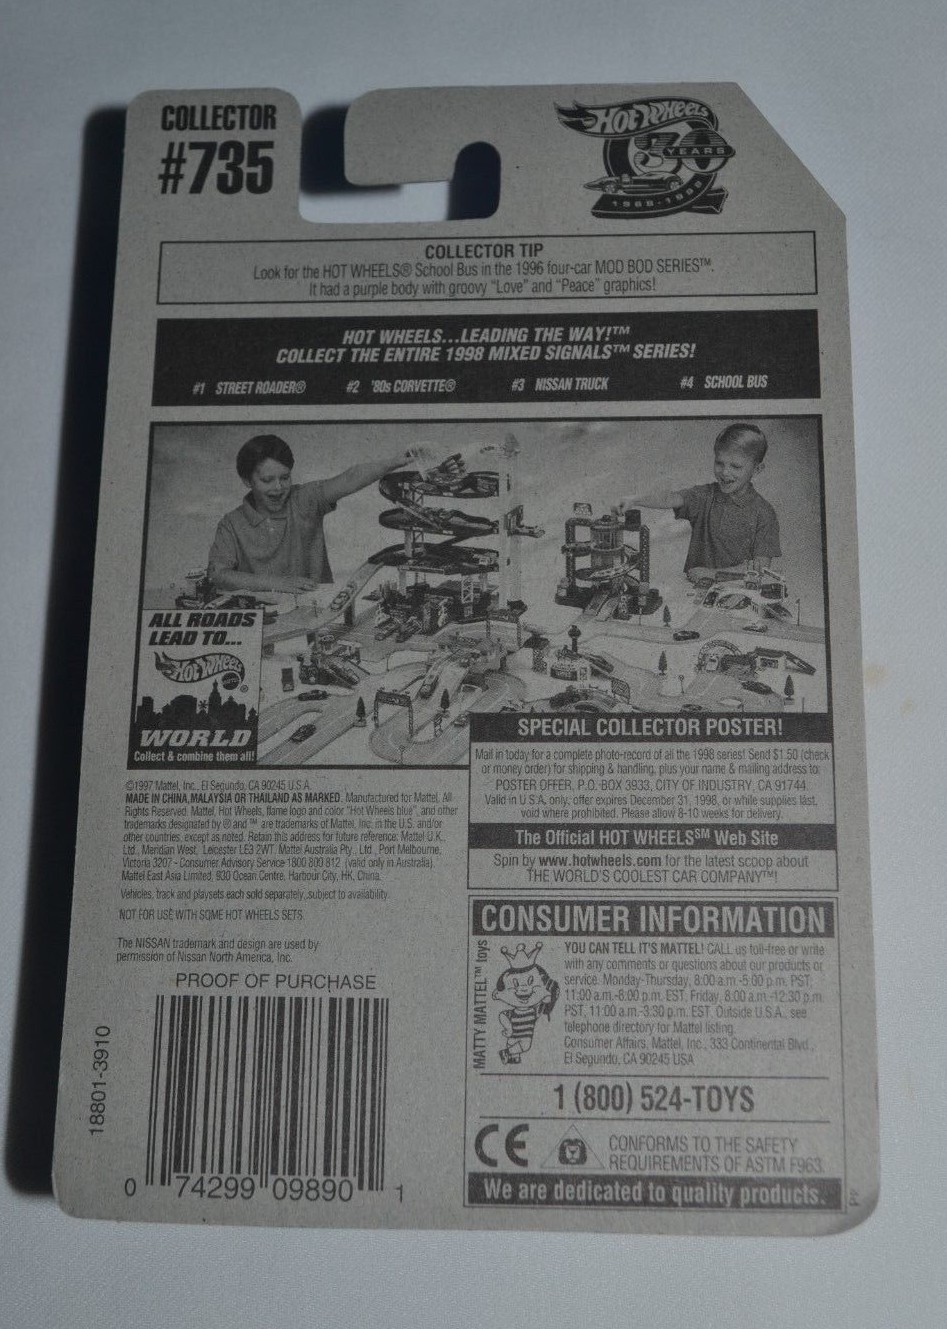 COLLECTOR
#735
Hot Wheels
30
YEARS
1968-1998
COLLECTOR TIP
Look for the HOT WHEELS® School Bus in the 1996 four-car MOD BOD SERIES™.
It had a purple body with groovy "Love" and "Peace" graphics!
HOT WHEELS...LEADING THE WAY!™
COLLECT THE ENTIRE 1998 MIXED SIGNALS™ SERIES!
#1 STREET ROADER® #2 '80s CORVETTE® #3 NISSAN TRUCK #4 SCHOOL BUS
ALL ROADS
LEAD TO...
Hot Wheels
®
WORLD
Collect & combine them all!
SPECIAL COLLECTOR POSTER!
Mail in today for a complete photo-record of all the 1998 series! Send $1.50 (check
or money order) for shipping & handling, plus your name & mailing address to:
POSTER OFFER, P.O. BOX 3933, CITY OF INDUSTRY, CA 91744.
Valid in U.S.A. only, offer expires December 31, 1998, or while supplies last,
void where prohibited. Please allow 8-10 weeks for delivery.
The Official HOT WHEELS℠ Web Site
Spin by www.hotwheels.com for the latest scoop about
THE WORLD'S COOLEST CAR COMPANY™!
©1997 Mattel, Inc., El Segundo, CA 90245 U.S.A.
MADE IN CHINA, MALAYSIA OR THAILAND AS MARKED. Manufactured for Mattel. All
Rights Reserved. Mattel, Hot Wheels, flame logo and color "Hot Wheels blue", and other
trademarks designated by ® and ™ are trademarks of Mattel, Inc. in the U.S. and/or
other countries, except as noted. Retain this address for future reference: Mattel U.K.
Ltd., Meridian West, Leicester LE3 2WT. Mattel Australia Pty., Ltd., Port Melbourne,
Victoria 3207 - Consumer Advisory Service 1800 800 812 (valid only in Australia).
Mattel East Asia Limited, 930 Ocean Centre, Harbour City, HK, China.
Vehicles, track and playsets each sold separately, subject to availability.
NOT FOR USE WITH SOME HOT WHEELS SETS.
The NISSAN trademark and design are used by
permission of Nissan North America, Inc.
PROOF OF PURCHASE
18801-3910
0 74299 09890 1
CONSUMER INFORMATION
MATTY MATTEL™ toys
YOU CAN TELL IT'S MATTEL! CALL us toll-free or write
with any comments or questions about our products or
service. Monday-Thursday, 8:00 a.m.-5:00 p.m. PST,
11:00 a.m.-8:00 p.m. EST. Friday, 8:00 a.m.-12:30 p.m.
PST, 11:00 a.m.-3:30 p.m. EST. Outside U.S.A., see
telephone directory for Mattel listing.
Consumer Affairs, Mattel, Inc., 333 Continental Blvd.,
El Segundo, CA 90245 USA
1 (800) 524-TOYS
CE
CONFORMS TO THE SAFETY
REQUIREMENTS OF ASTM F963.
We are dedicated to quality products.